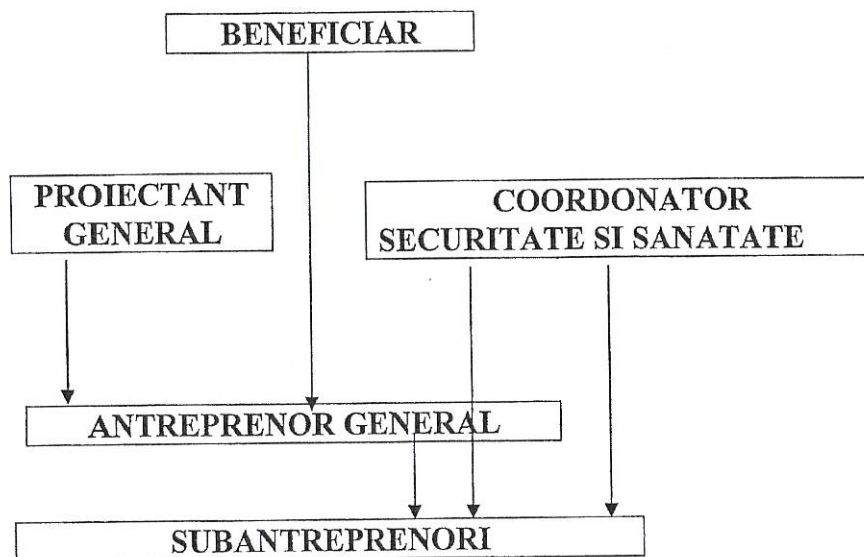 BENEFICIAR
PROIECTANT
GENERAL
COORDONATOR
SECURITATE SI SANATATE
ANTREPRENOR GENERAL
SUBANTREPRENORI